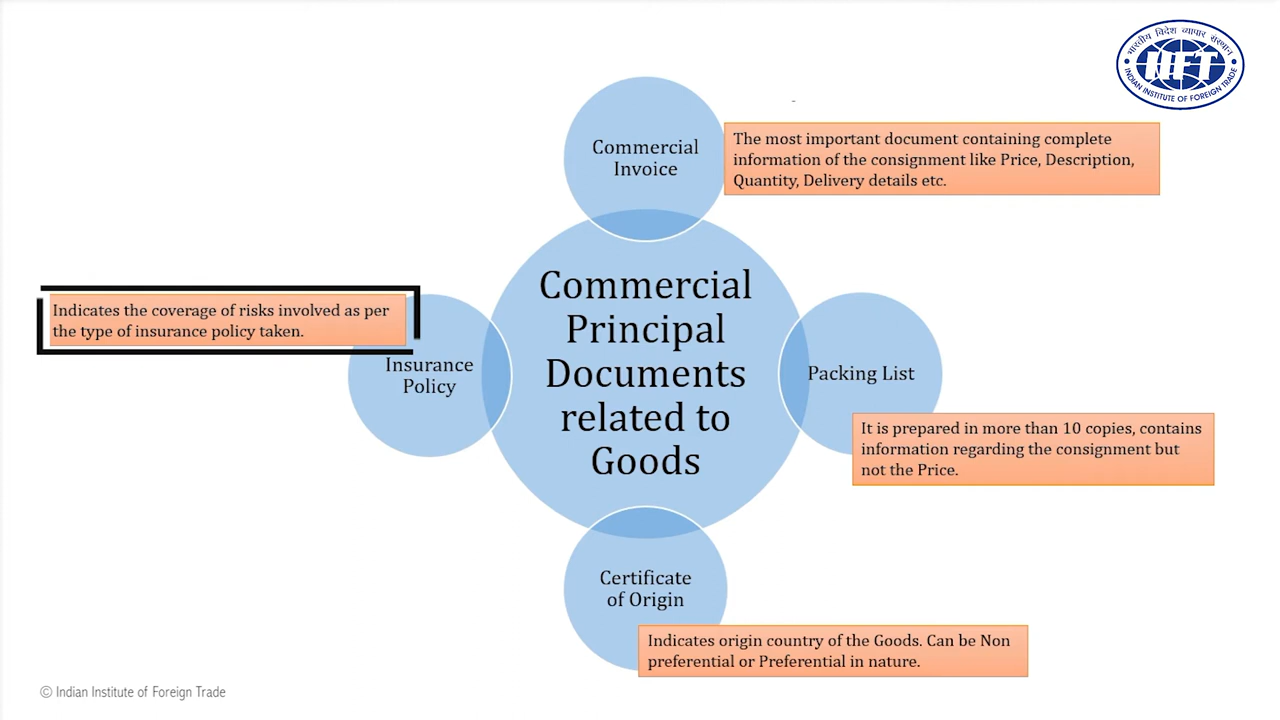 भारतीय विदेश व्यापार संस्थान
IIFT
INDIAN INSTITUTE OF FOREIGN TRADE
Commercial
Invoice
The most important document containing complete
information of the consignment like Price, Description,
Quantity, Delivery details etc.
Indicates the coverage of risks involved as per
the type of insurance policy taken.
Insurance
Policy
Commercial
Principal
Documents
related to
Goods
Packing List
It is prepared in more than 10 copies, contains
information regarding the consignment but
not the Price.
Certificate
of Origin
Indicates origin country of the Goods. Can be Non
preferential or Preferential in nature.
© Indian Institute of Foreign Trade